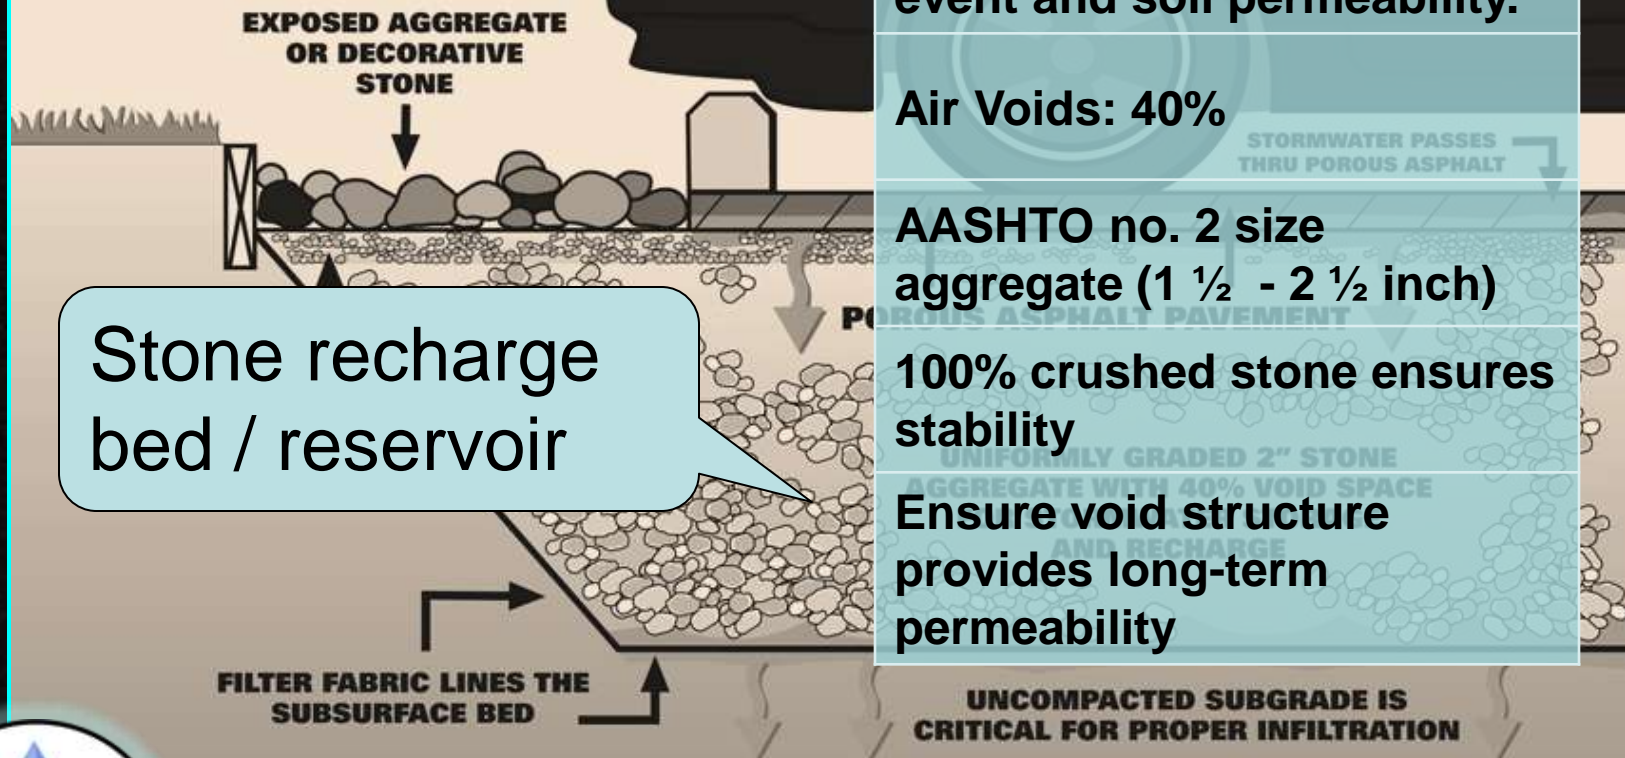 EXPOSED AGGREGATE
OR DECORATIVE
STONE
event and soil permeability.
Air Voids: 40%
STORMWATER PASSES
THRU POROUS ASPHALT
AASHTO no. 2 size
aggregate (1 ½ - 2 ½ inch)
POROUS ASPHALT PAVEMENT
Stone recharge
bed / reservoir
100% crushed stone ensures
stability
UNIFORMLY GRADED 2” STONE
AGGREGATE WITH 40% VOID SPACE
AND RECHARGE
Ensure void structure
provides long-term
permeability
FILTER FABRIC LINES THE
SUBSURFACE BED
UNCOMPACTED SUBGRADE IS
CRITICAL FOR PROPER INFILTRATION